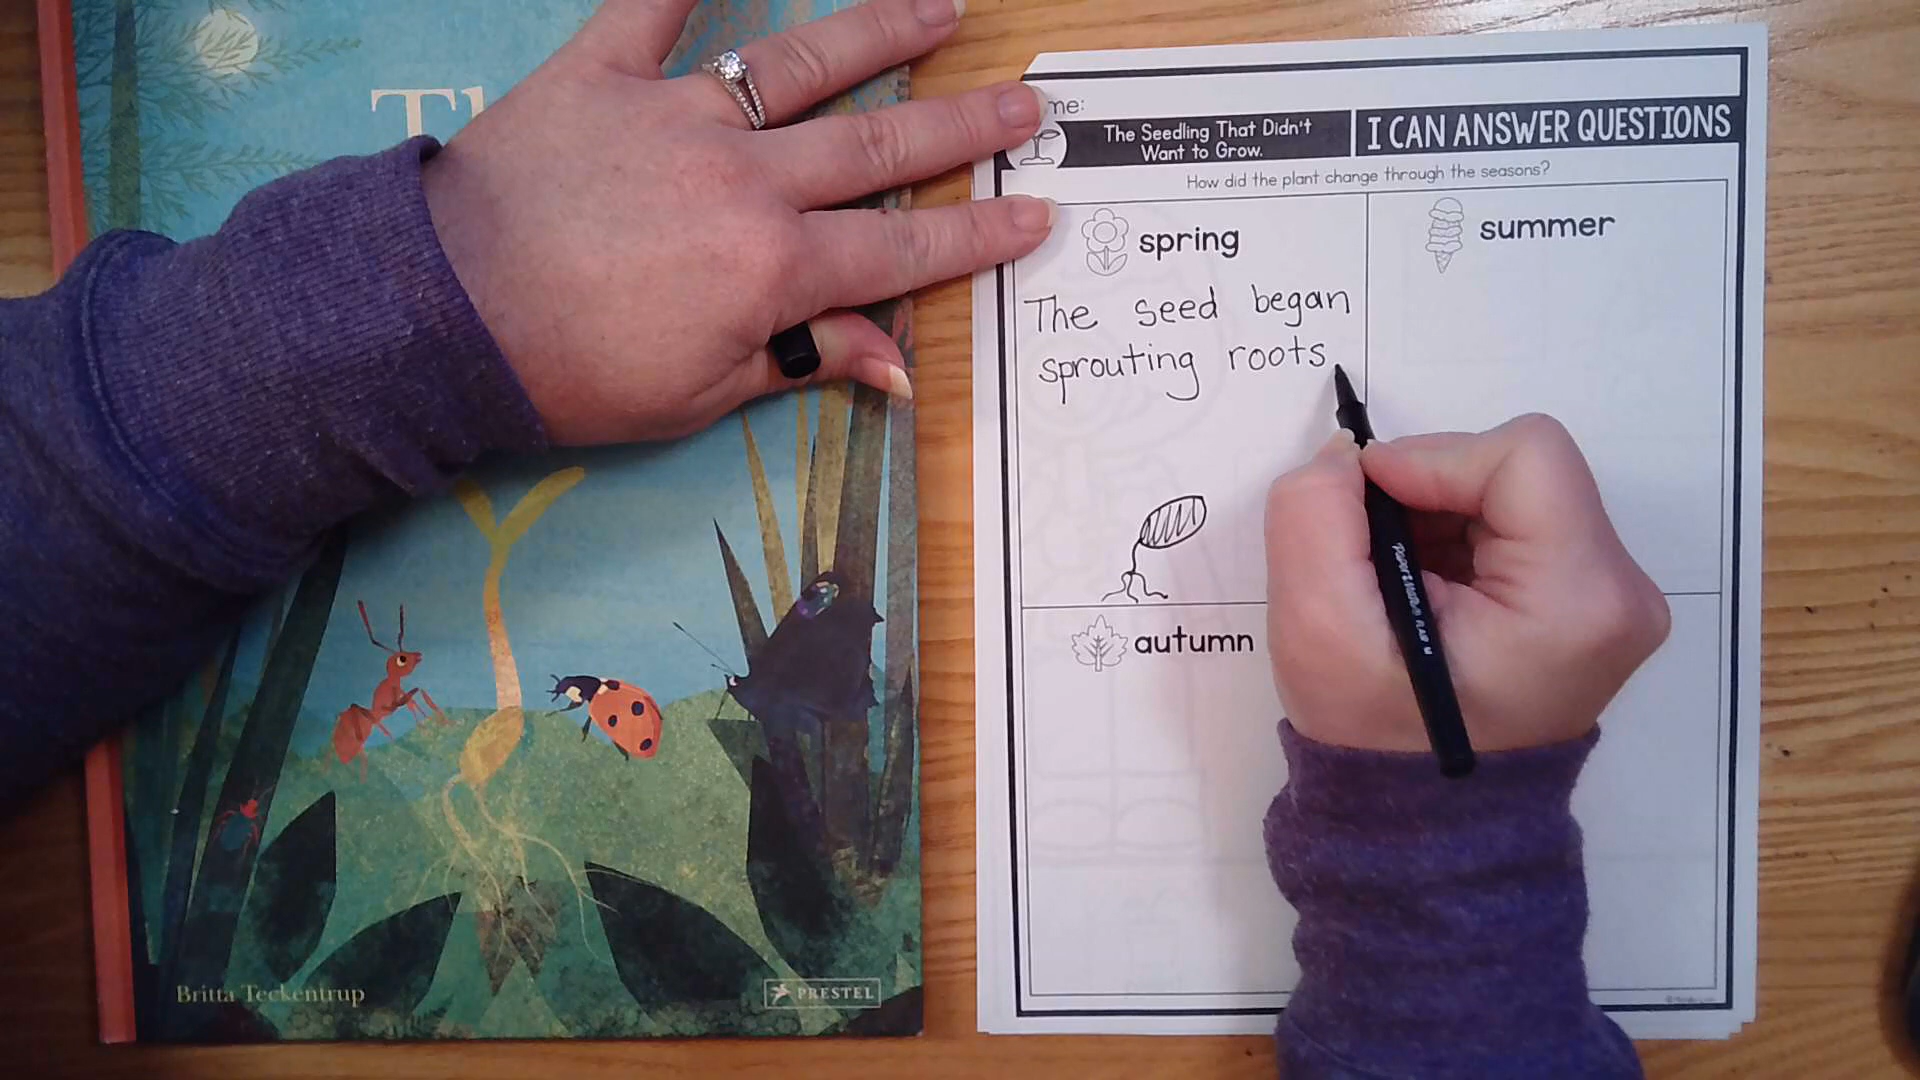 Th
Britta Teckentrup
PRESTEL
me:
The Seedling That Didn't
Want to Grow.
I CAN ANSWER QUESTIONS
How did the plant change through the seasons?
spring
summer
The seed began
sprouting roots.
autumn